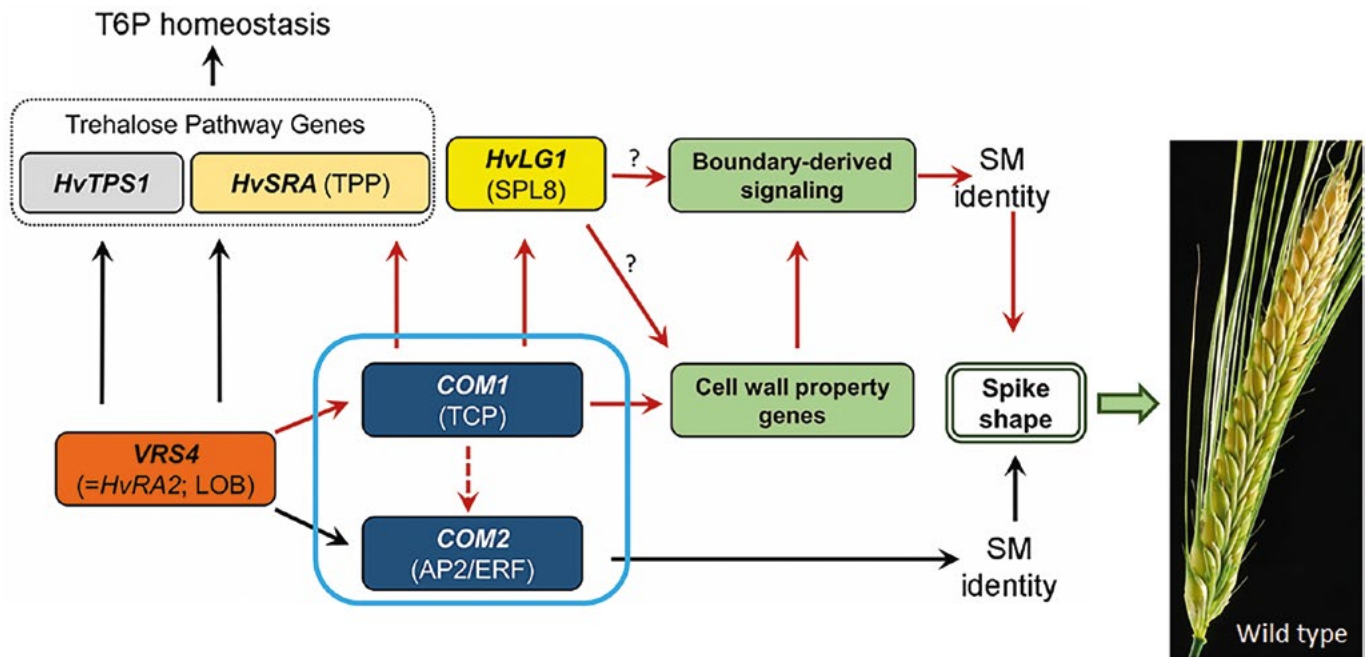 T6P homeostasis
Trehalose Pathway Genes
HvTPS1
HvSRA (TPP)
HvLG1
(SPL8)
?
Boundary-derived
signaling
SM
identity
?
COM1
(TCP)
Cell wall property
genes
Spike
shape
VRS4
(=HvRA2; LOB)
COM2
(AP2/ERF)
SM
identity
Wild type